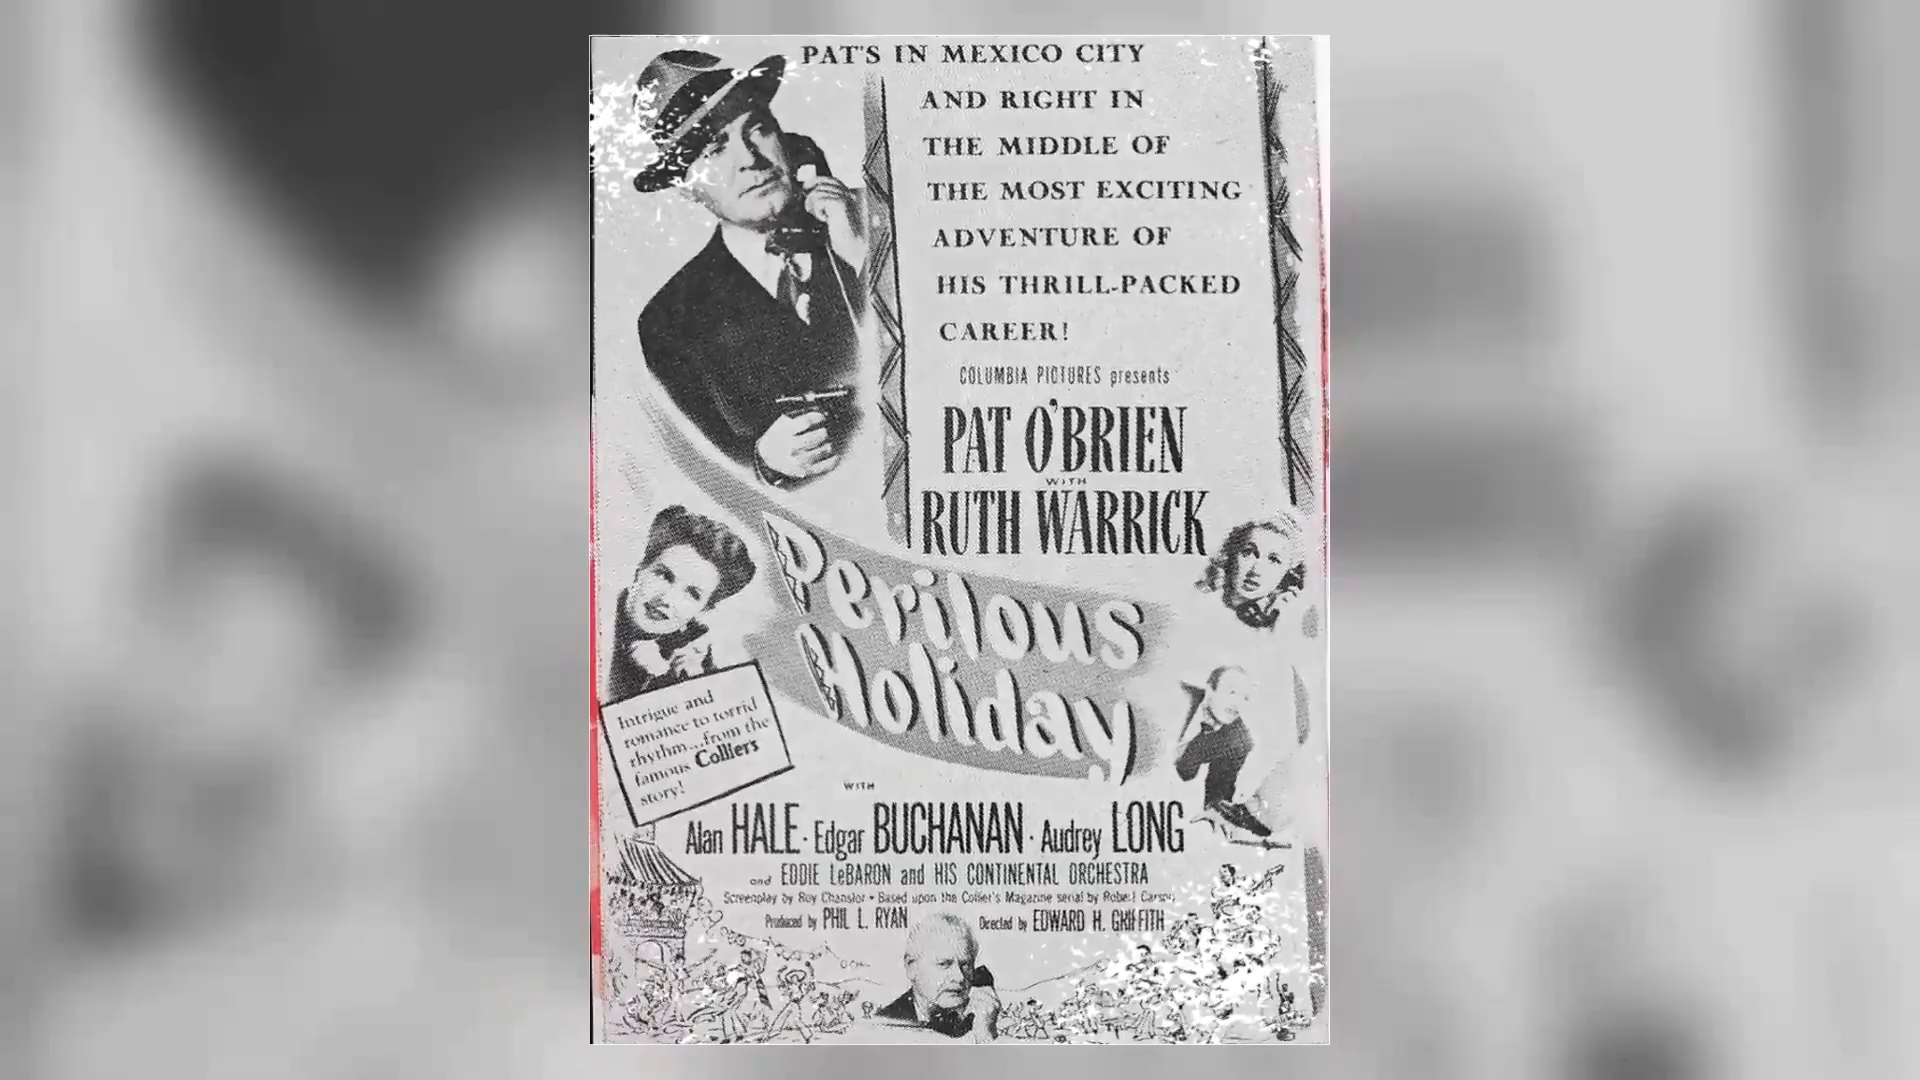 PAT'S IN MEXICO CITY
AND RIGHT IN
THE MIDDLE OF
THE MOST EXCITING
ADVENTURE OF
HIS THRILL-PACKED
CAREER!
COLUMBIA PICTURES presents
PAT O'BRIEN
WITH
RUTH WARRICK
Perilous
Holiday
Intrigue and
romance to torrid
rhythm...from the
famous Collier's
story!
WITH
Alan HALE · Edgar BUCHANAN · Audrey LONG
and EDDIE LeBARON and HIS CONTINENTAL ORCHESTRA
Screenplay by Roy Chanslor • Based upon the Collier's Magazine serial by Robert Carson
Produced by PHIL L. RYAN Directed by EDWARD H. GRIFFITH